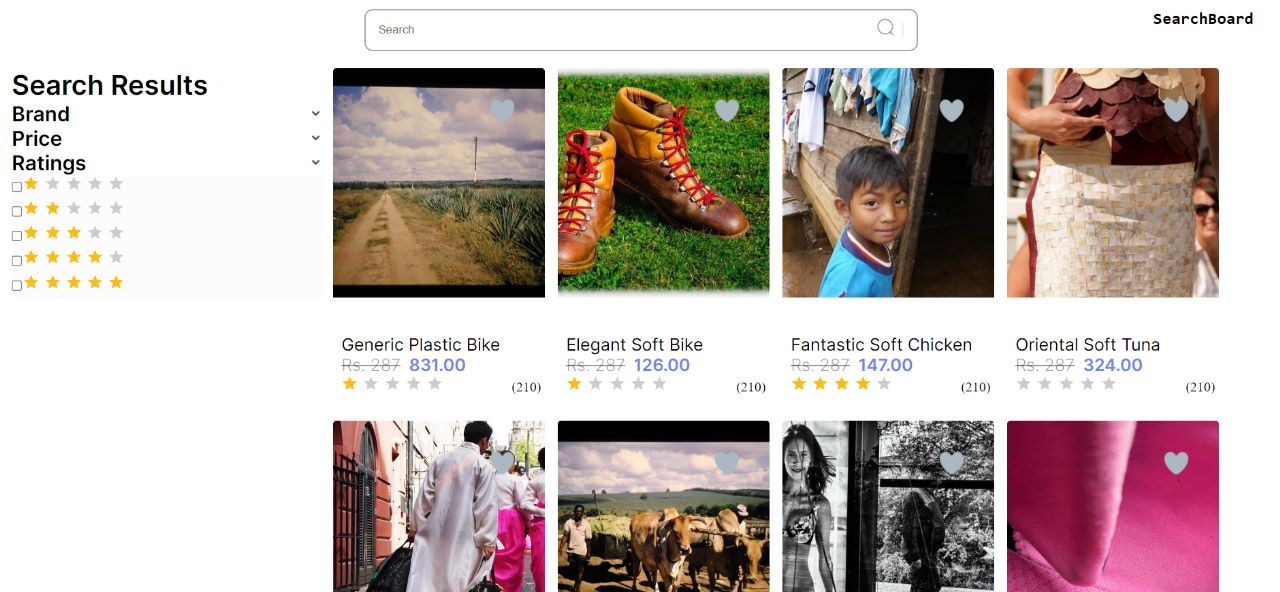 Search
SearchBoard
Search Results
Brand
Price
Ratings
Generic Plastic Bike
Rs. 287 831.00
(210)
Elegant Soft Bike
Rs. 287 126.00
(210)
Fantastic Soft Chicken
Rs. 287 147.00
(210)
Oriental Soft Tuna
Rs. 287 324.00
(210)